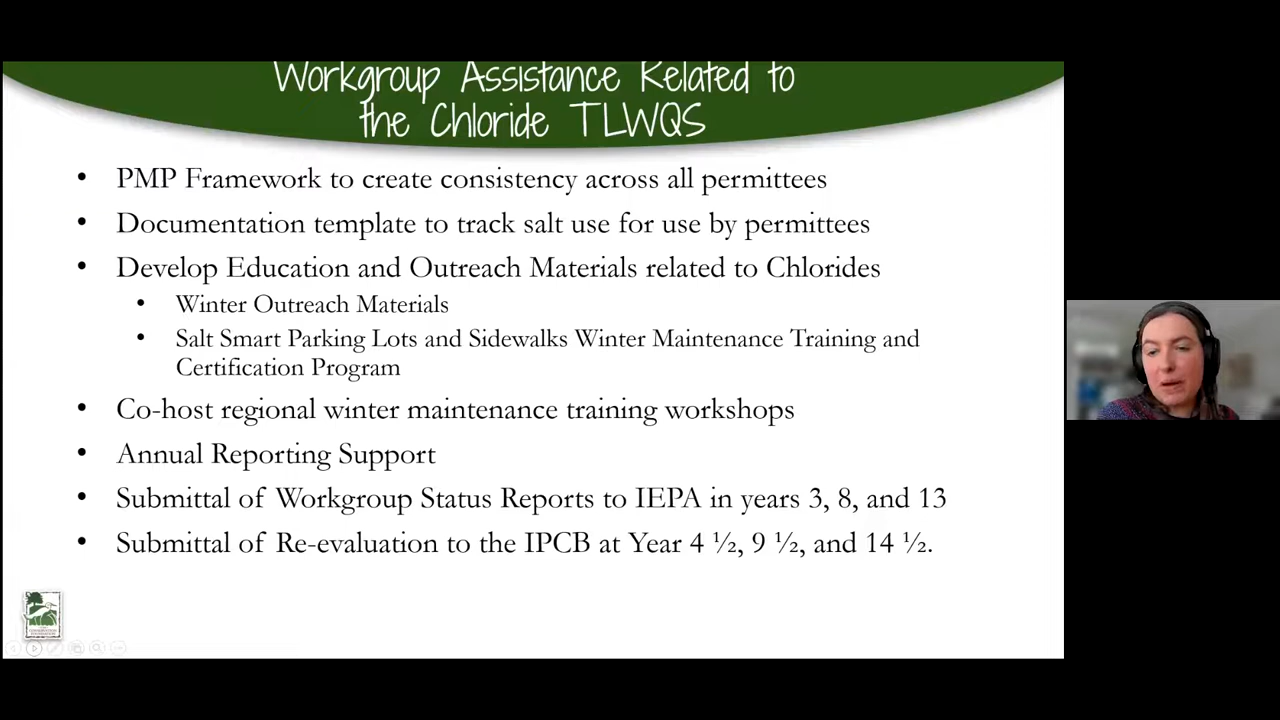 Workgroup Assistance Related to
the Chloride TLWQS
• PMP Framework to create consistency across all permittees
• Documentation template to track salt use for use by permittees
• Develop Education and Outreach Materials related to Chlorides
• Winter Outreach Materials
• Salt Smart Parking Lots and Sidewalks Winter Maintenance Training and
Certification Program
• Co-host regional winter maintenance training workshops
• Annual Reporting Support
• Submittal of Workgroup Status Reports to IEPA in years 3, 8, and 13
• Submittal of Re-evaluation to the IPCB at Year 4 ½, 9 ½, and 14 ½.